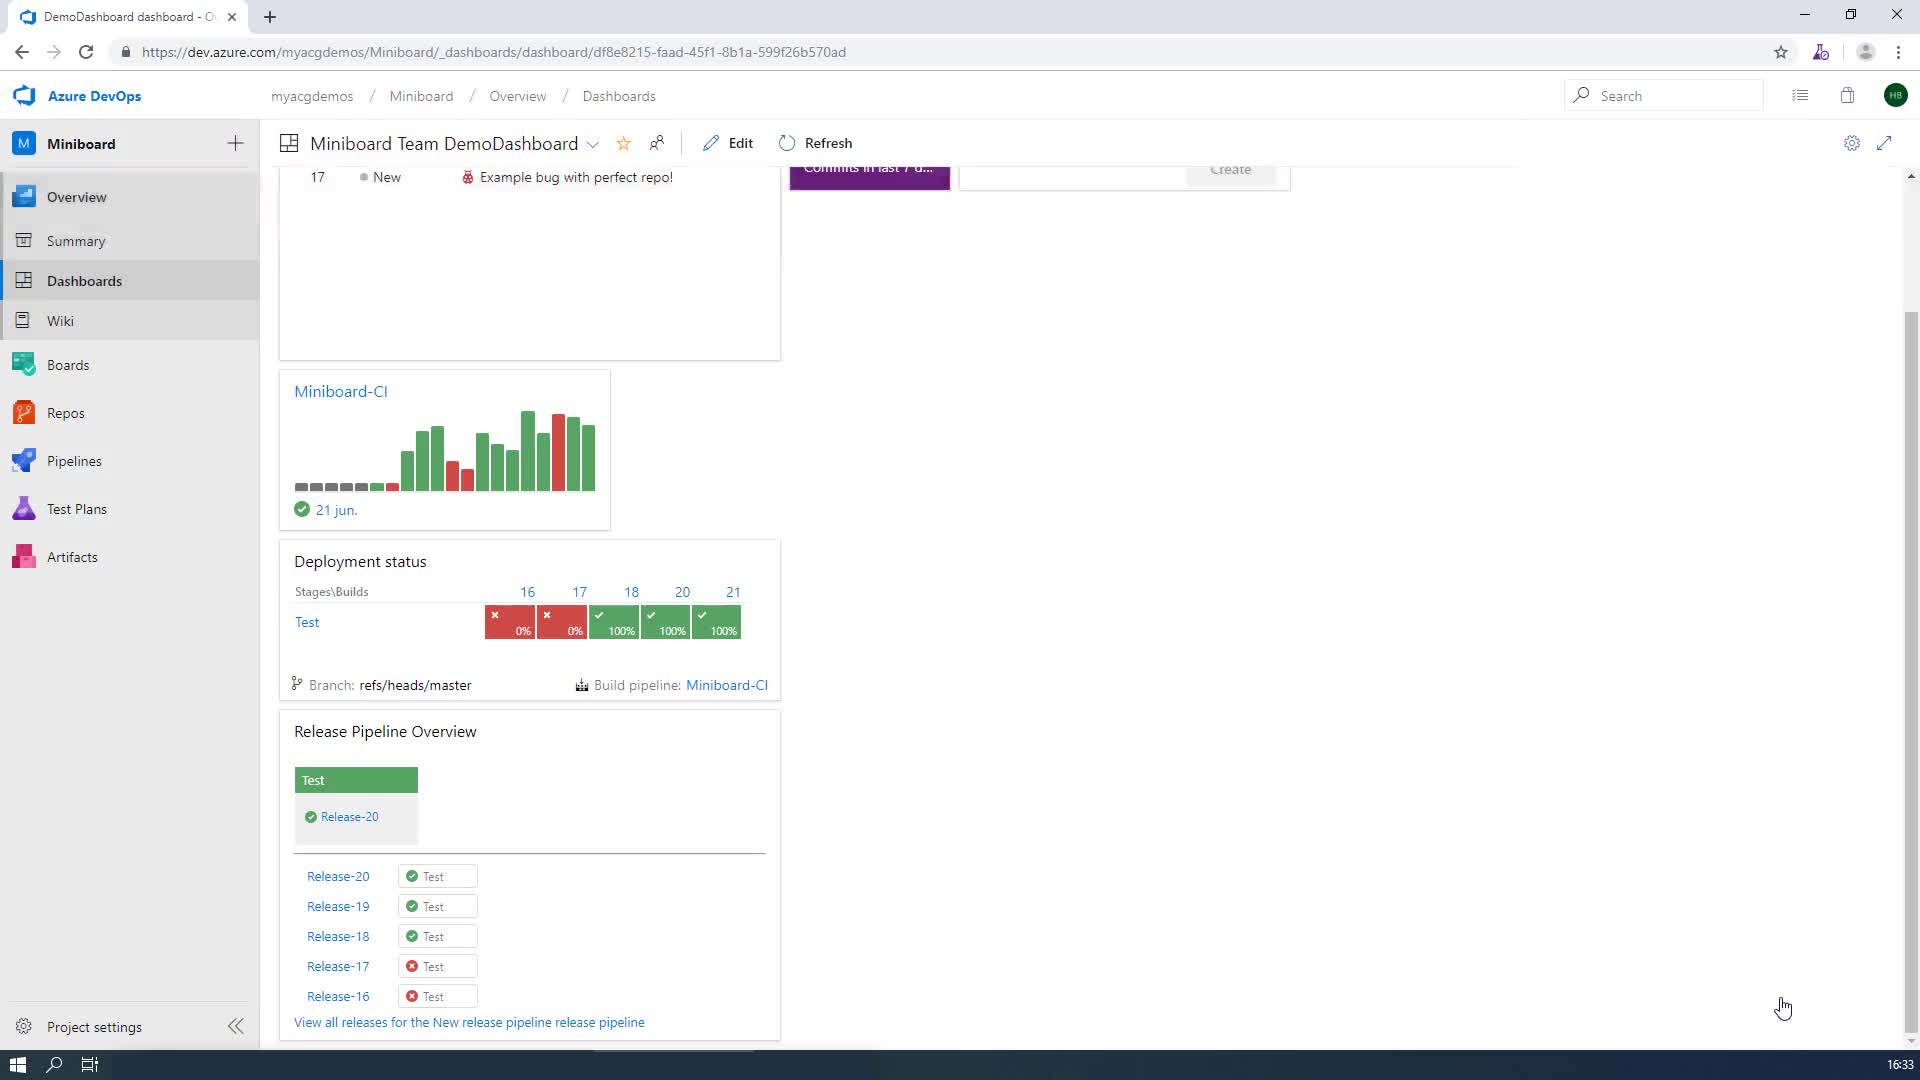 DemoDashboard dashboard - O
https://dev.azure.com/myacgdemos/Miniboard/_dashboards/dashboard/df8e8215-faad-45f1-8b1a-599f26b570ad
Azure DevOps
myacgdemos / Miniboard / Overview / Dashboards
Search
HB
M Miniboard
Miniboard Team DemoDashboard
Edit
Refresh
Overview
Summary
Dashboards
Wiki
Boards
Repos
Pipelines
Test Plans
Artifacts
Project settings
17 New Example bug with perfect repo!
Commits in last 7 d...
Create
Miniboard-CI
21 jun.
Deployment status
Stages\Builds 16 17 18 20 21
Test 0% 0% 100% 100% 100%
Branch: refs/heads/master Build pipeline: Miniboard-CI
Release Pipeline Overview
Test
Release-20
Release-20 Test
Release-19 Test
Release-18 Test
Release-17 Test
Release-16 Test
View all releases for the New release pipeline release pipeline
16:33